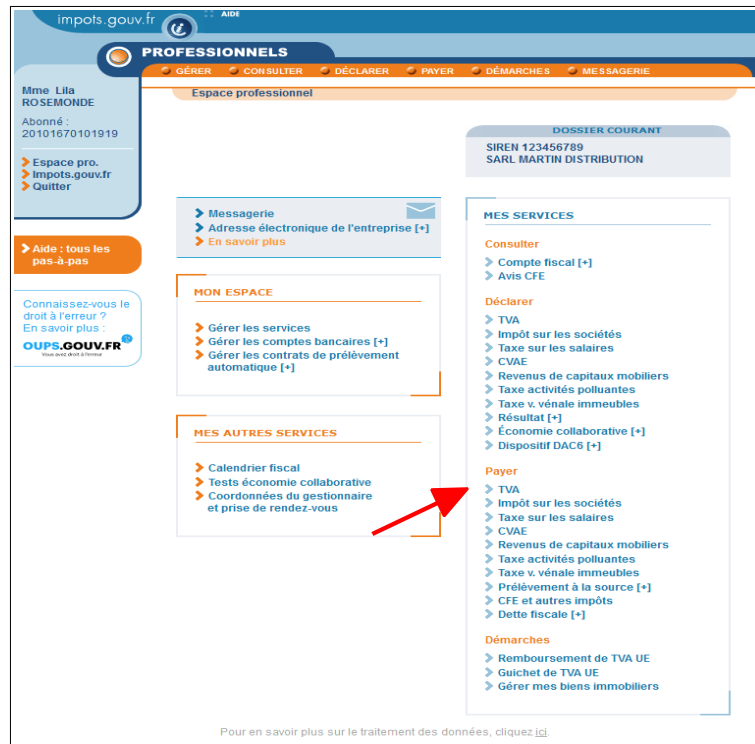 impots.gouv.fr
AIDE
PROFESSIONNELS
GÉRER CONSULTER DÉCLARER PAYER DÉMARCHES MESSAGERIE
Espace professionnel
Mme Lila
ROSEMONDE
Abonné :
20101670101919
Espace pro.
Impots.gouv.fr
Quitter
Aide : tous les
pas-à-pas
Connaissez-vous le
droit à l'erreur ?
En savoir plus :
OUPS.GOUV.FR
Vous avez droit à l'erreur
Messagerie
Adresse électronique de l'entreprise [+]
En savoir plus
MON ESPACE
Gérer les services
Gérer les comptes bancaires [+]
Gérer les contrats de prélèvement
automatique [+]
MES AUTRES SERVICES
Calendrier fiscal
Tests économie collaborative
Coordonnées du gestionnaire
et prise de rendez-vous
DOSSIER COURANT
SIREN 123456789
SARL MARTIN DISTRIBUTION
MES SERVICES
Consulter
Compte fiscal [+]
Avis CFE
Déclarer
TVA
Impôt sur les sociétés
Taxe sur les salaires
CVAE
Revenus de capitaux mobiliers
Taxe activités polluantes
Taxe v. vénale immeubles
Résultat [+]
Économie collaborative [+]
Dispositif DAC6 [+]
Payer
TVA
Impôt sur les sociétés
Taxe sur les salaires
CVAE
Revenus de capitaux mobiliers
Taxe activités polluantes
Taxe v. vénale immeubles
Prélèvement à la source [+]
CFE et autres impôts
Dette fiscale [+]
Démarches
Remboursement de TVA UE
Guichet de TVA UE
Gérer mes biens immobiliers
Pour en savoir plus sur le traitement des données, cliquez ici.